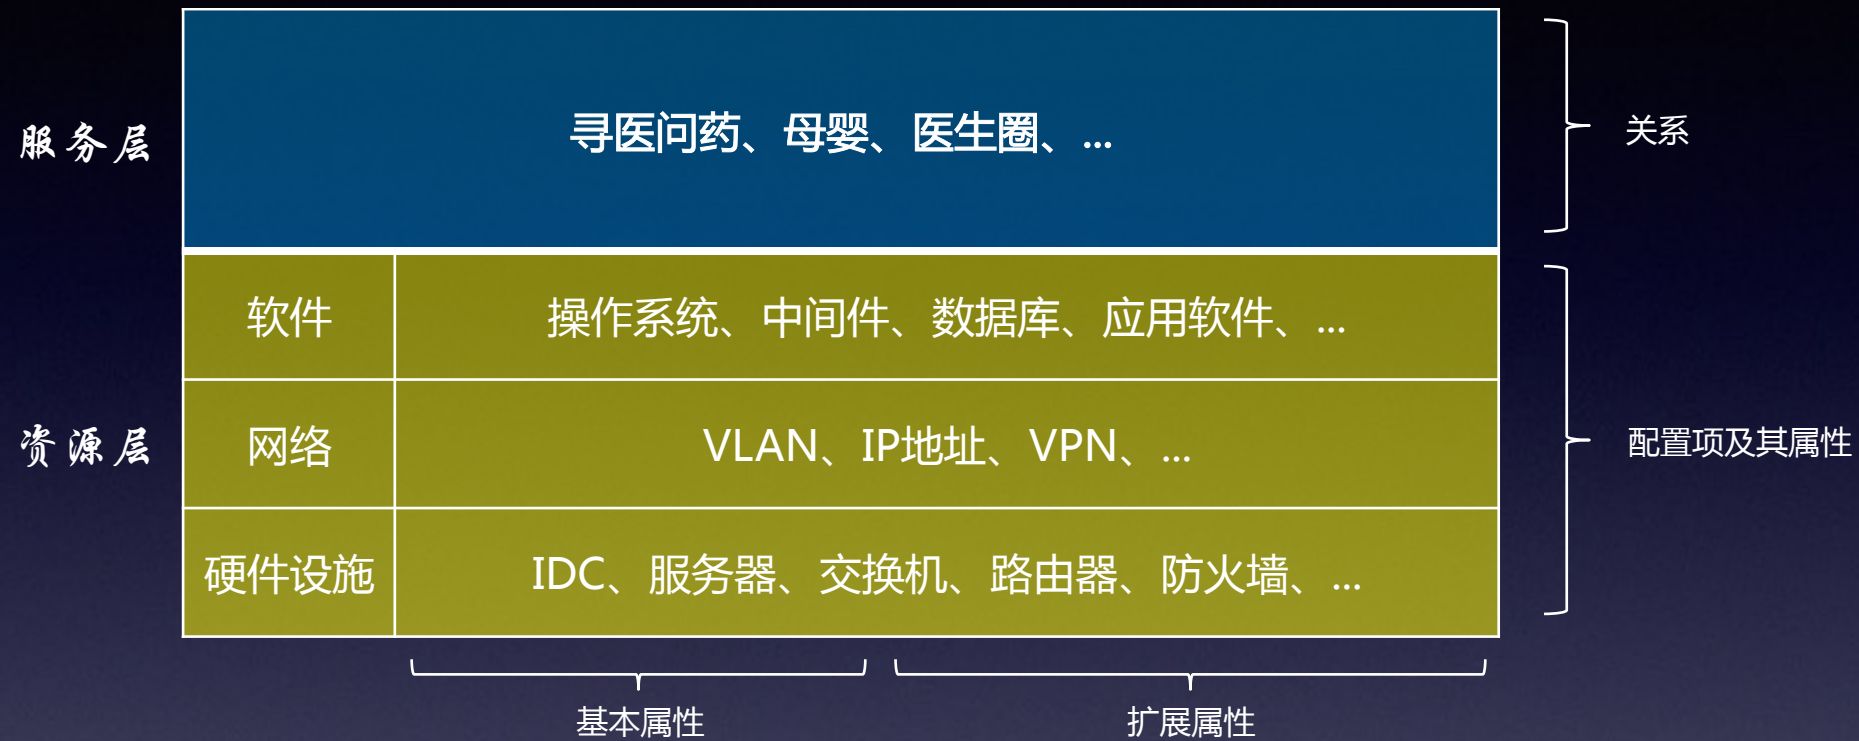 服务层
寻医问药、母婴、医生圈、...
关系
软件
操作系统、中间件、数据库、应用软件、...
资源层
网络
VLAN、IP地址、VPN、...
配置项及其属性
硬件设施
IDC、服务器、交换机、路由器、防火墙、...
基本属性
扩展属性